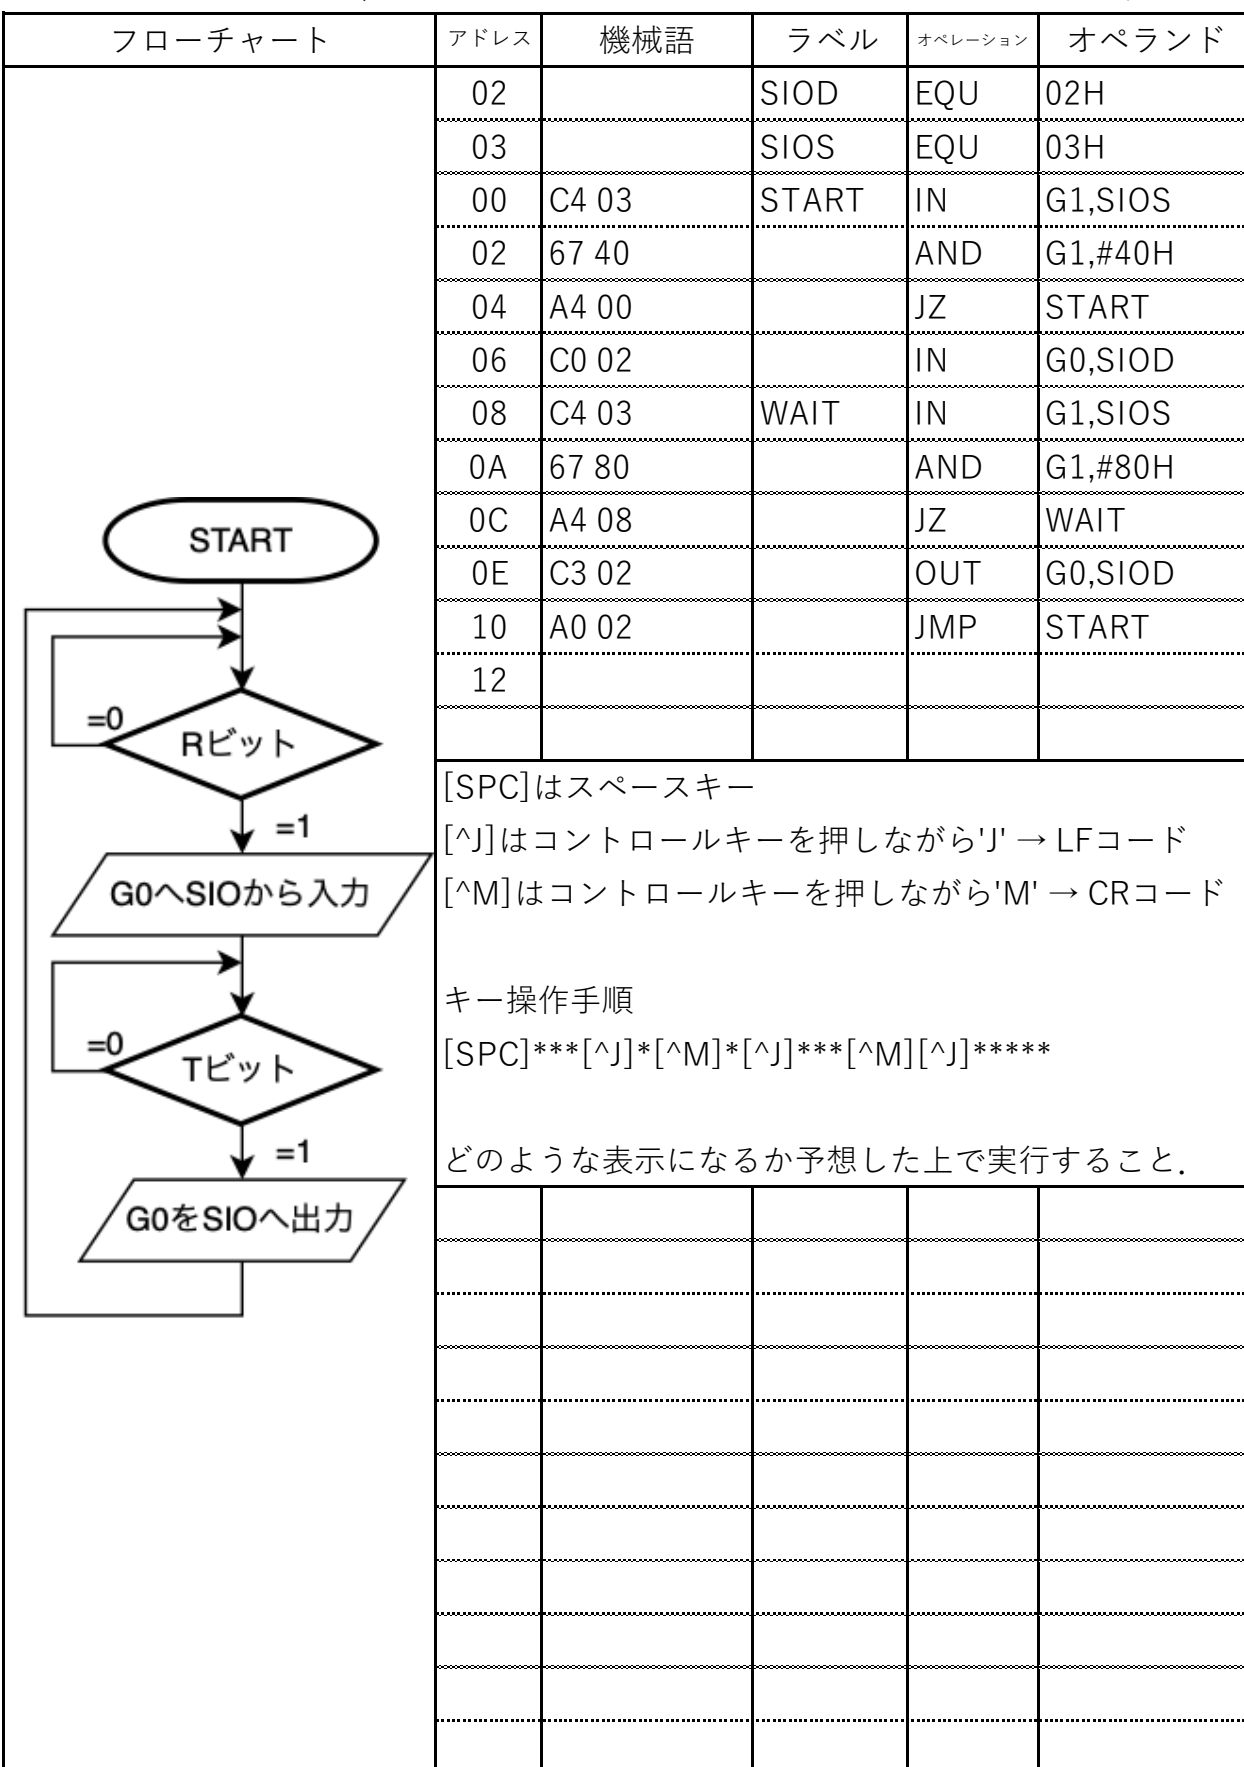 フローチャート アドレス 機械語 ラベル オペレーション オペランド
02 SIOD EQU 02H
03 SIOS EQU 03H
00 C4 03 START IN G1,SIOS
02 67 40 AND G1,#40H
04 A4 00 JZ START
06 C0 02 IN G0,SIOD
08 C4 03 WAIT IN G1,SIOS
0A 67 80 AND G1,#80H
0C A4 08 JZ WAIT
0E C3 02 OUT G0,SIOD
10 A0 02 JMP START
12
START
=0
Rビット
=1
G0へSIOから入力
=0
Tビット
=1
G0をSIOへ出力
[SPC]はスペースキー
[^J]はコントロールキーを押しながら'J' → LFコード
[^M]はコントロールキーを押しながら'M' → CRコード
キー操作手順
[SPC]***[^J]*[^M]*[^J]***[^M][^J]*****
どのような表示になるか予想した上で実行すること．